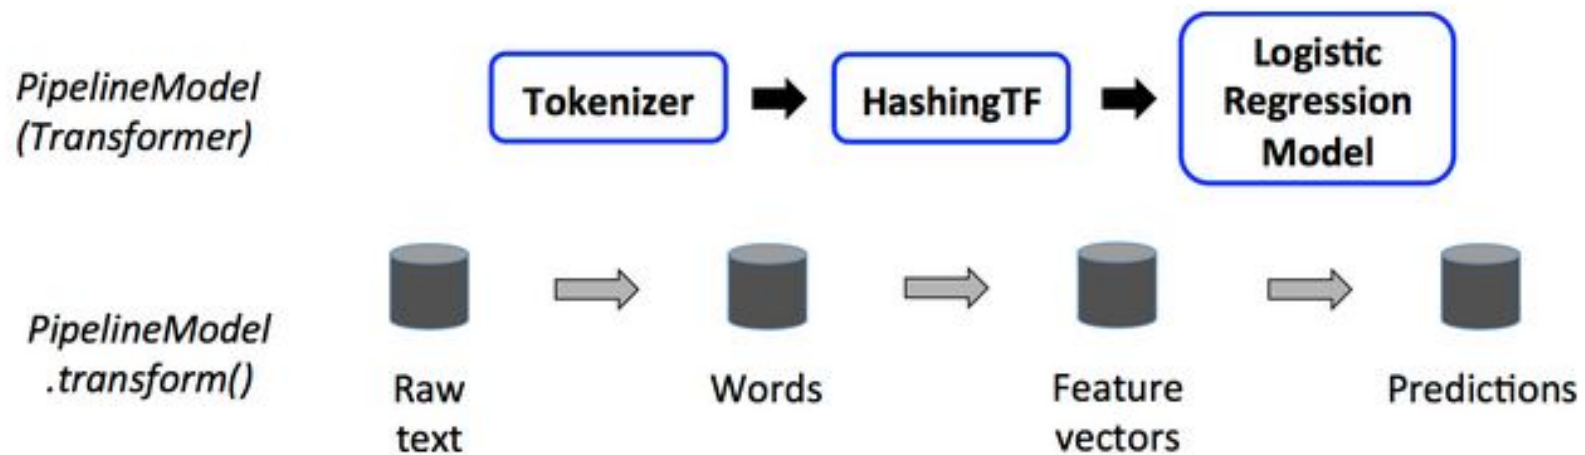 PipelineModel
(Transformer)
Tokenizer
HashingTF
Logistic
Regression
Model
PipelineModel
.transform()
Raw
text
Words
Feature
vectors
Predictions